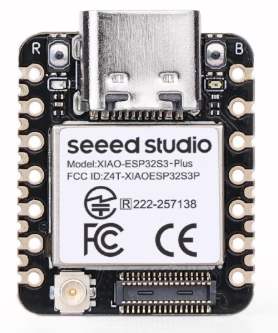 R B
seeed studio
Model:XIAO-ESP32S3-Plus
FCC ID:Z4T-XIAOESP32S3P
R 222-257138
FC CE